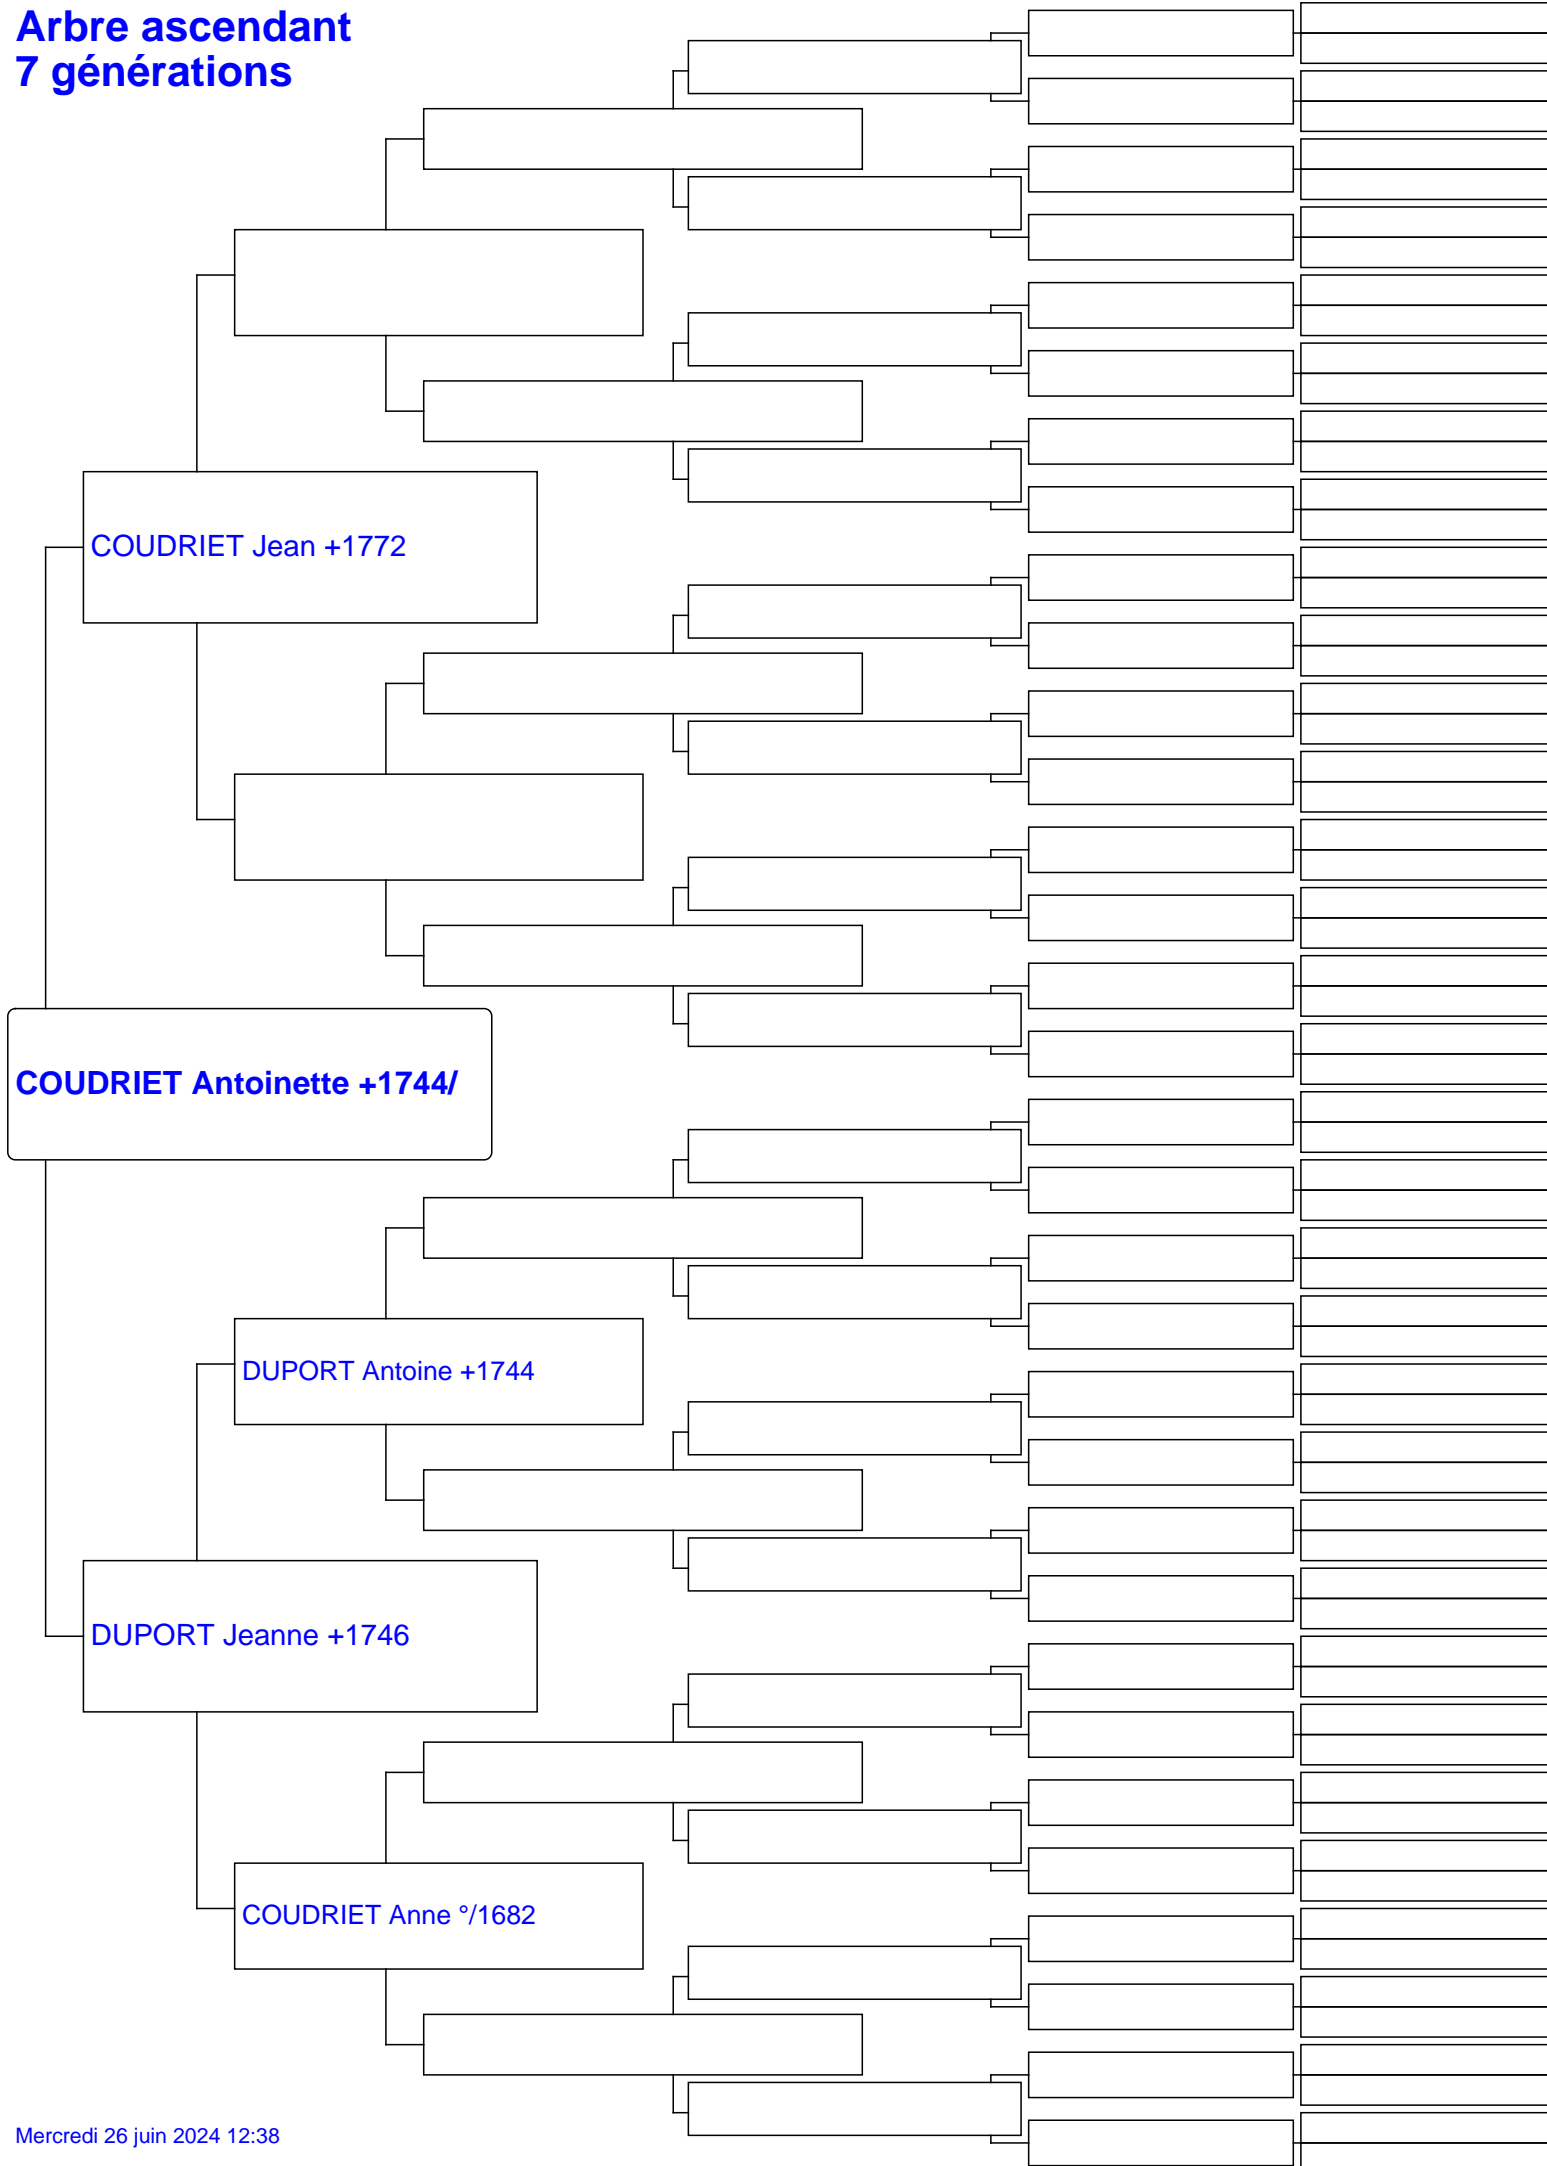 Arbre ascendant
7 générations
COUDRIET Jean +1772
COUDRIET Antoinette +1744/
DUPORT Antoine +1744
DUPORT Jeanne +1746
COUDRIET Anne °/1682
Mercredi 26 juin 2024 12:38